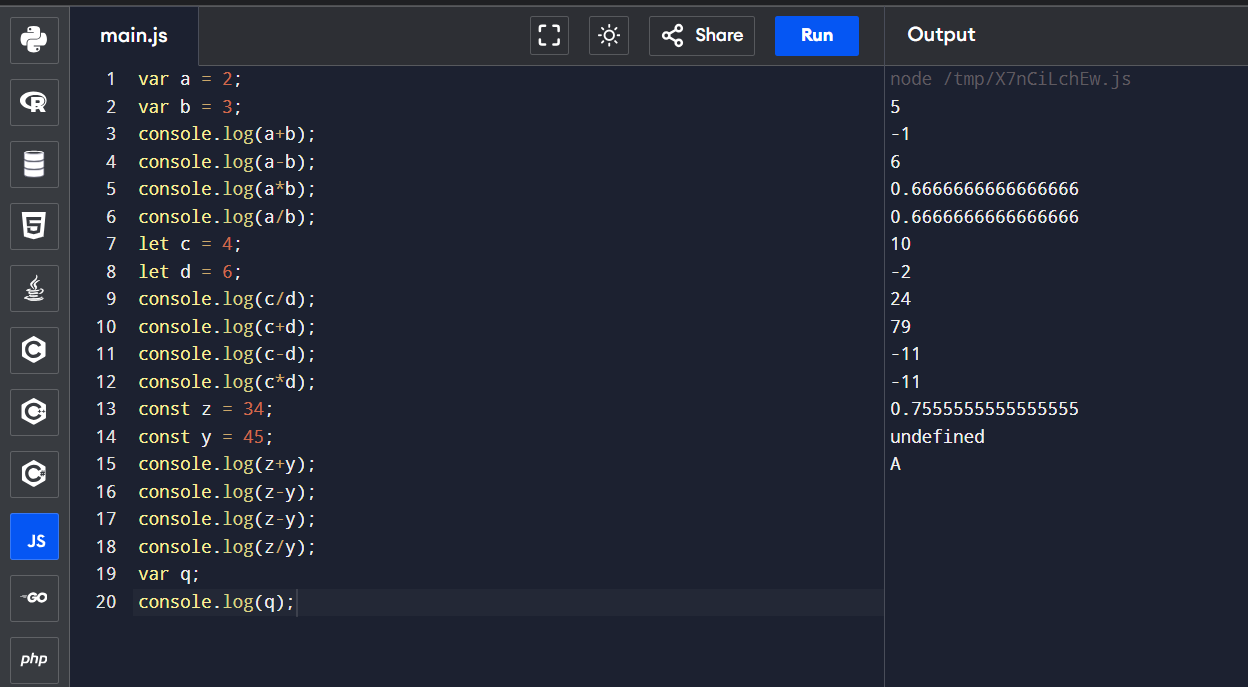 main.js
Share
Run
Output
1 var a = 2;
2 var b = 3;
3 console.log(a+b);
4 console.log(a-b);
5 console.log(a*b);
6 console.log(a/b);
7 let c = 4;
8 let d = 6;
9 console.log(c/d);
10 console.log(c+d);
11 console.log(c-d);
12 console.log(c*d);
13 const z = 34;
14 const y = 45;
15 console.log(z+y);
16 console.log(z-y);
17 console.log(z-y);
18 console.log(z/y);
19 var q;
20 console.log(q);
node /tmp/X7nCiLchEw.js
5
-1
6
0.6666666666666666
0.6666666666666666
10
-2
24
79
-11
-11
0.7555555555555555
undefined
A
R
5
C
C++
C#
JS
GO
php